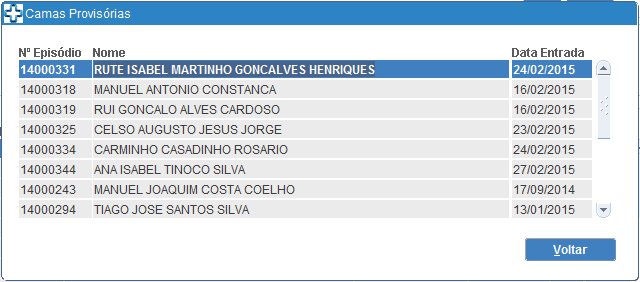 Camas Provisórias
Nº Episódio Nome Data Entrada
14000331 RUTE ISABEL MARTINHO GONCALVES HENRIQUES 24/02/2015
14000318 MANUEL ANTONIO CONSTANCA 16/02/2015
14000319 RUI GONCALO ALVES CARDOSO 16/02/2015
14000325 CELSO AUGUSTO JESUS JORGE 23/02/2015
14000334 CARMINHO CASADINHO ROSARIO 24/02/2015
14000344 ANA ISABEL TINOCO SILVA 27/02/2015
14000243 MANUEL JOAQUIM COSTA COELHO 17/09/2014
14000294 TIAGO JOSE SANTOS SILVA 13/01/2015
Voltar